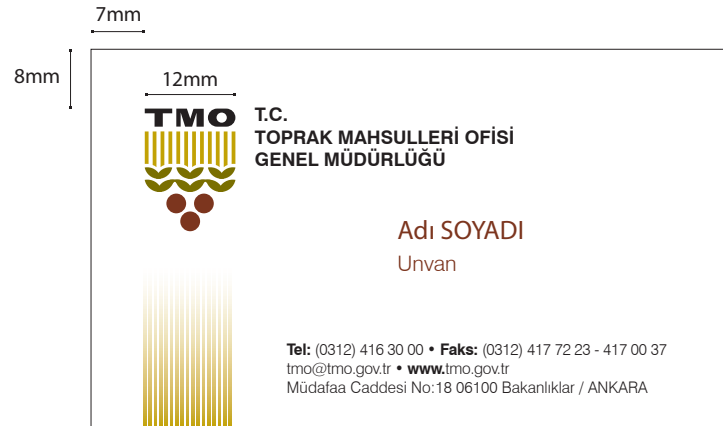 7mm
8mm
12mm
TMO
T.C.
TOPRAK MAHSULLERİ OFİSİ
GENEL MÜDÜRLÜĞÜ
Adı SOYADI
Unvan
Tel: (0312) 416 30 00 • Faks: (0312) 417 72 23 - 417 00 37
tmo@tmo.gov.tr • www.tmo.gov.tr
Müdafaa Caddesi No:18 06100 Bakanlıklar / ANKARA